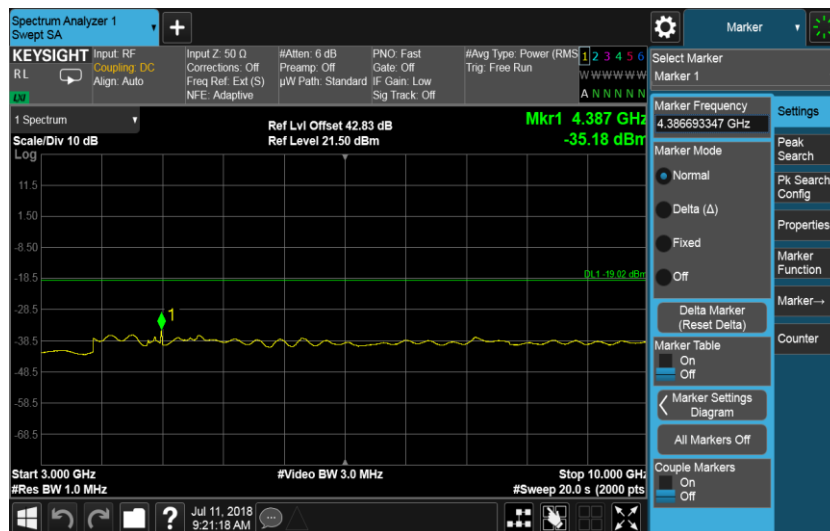 Spectrum Analyzer 1
Swept SA
+
Marker
KEYSIGHT
RL
LXI
Input: RF
Coupling: DC
Align: Auto
Input Z: 50 Ω
Corrections: Off
Freq Ref: Ext (S)
NFE: Adaptive
#Atten: 6 dB
Preamp: Off
µW Path: Standard
PNO: Fast
Gate: Off
IF Gain: Low
Sig Track: Off
#Avg Type: Power (RMS
Trig: Free Run
1 2 3 4 5 6
W W W W W W
A N N N N N
Select Marker
Marker 1
1 Spectrum
Scale/Div 10 dB
Log
Ref Lvl Offset 42.83 dB
Ref Level 21.50 dBm
Mkr1 4.387 GHz
-35.18 dBm
11.5
1.50
-8.50
-18.5
-28.5
-38.5
-48.5
-58.5
-68.5
DL1 -19.02 dBm
1
Start 3.000 GHz
#Res BW 1.0 MHz
#Video BW 3.0 MHz
Stop 10.000 GHz
#Sweep 20.0 s (2000 pts
Marker Frequency
4.386693347 GHz
Marker Mode
Normal
Delta (Δ)
Fixed
Off
Delta Marker
(Reset Delta)
Marker Table
On
Off
Marker Settings
Diagram
All Markers Off
Couple Markers
On
Off
Settings
Peak
Search
Pk Search
Config
Properties
Marker
Function
Marker→
Counter
?
Jul 11, 2018
9:21:18 AM